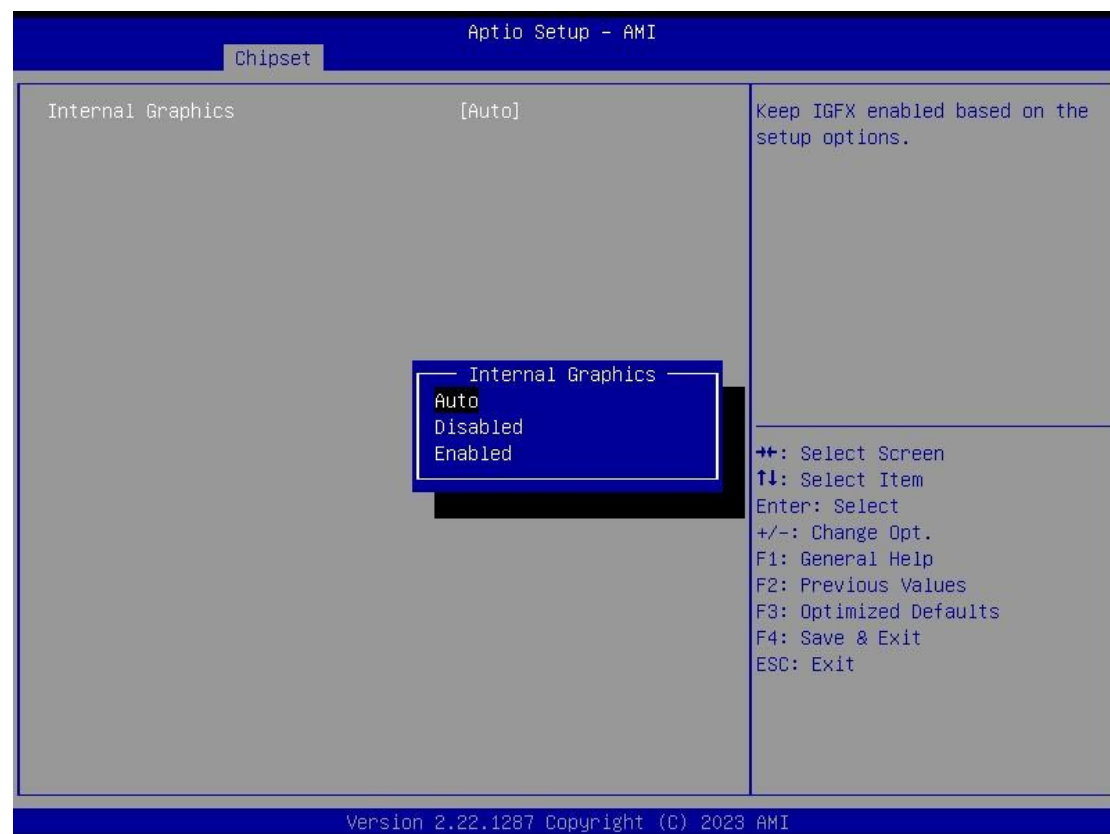 Aptio Setup - AMI
Chipset
Internal Graphics [Auto]
Keep IGFX enabled based on the
setup options.
Internal Graphics
Auto
Disabled
Enabled
→←: Select Screen
↑↓: Select Item
Enter: Select
+/-: Change Opt.
F1: General Help
F2: Previous Values
F3: Optimized Defaults
F4: Save & Exit
ESC: Exit
Version 2.22.1287 Copyright (C) 2023 AMI